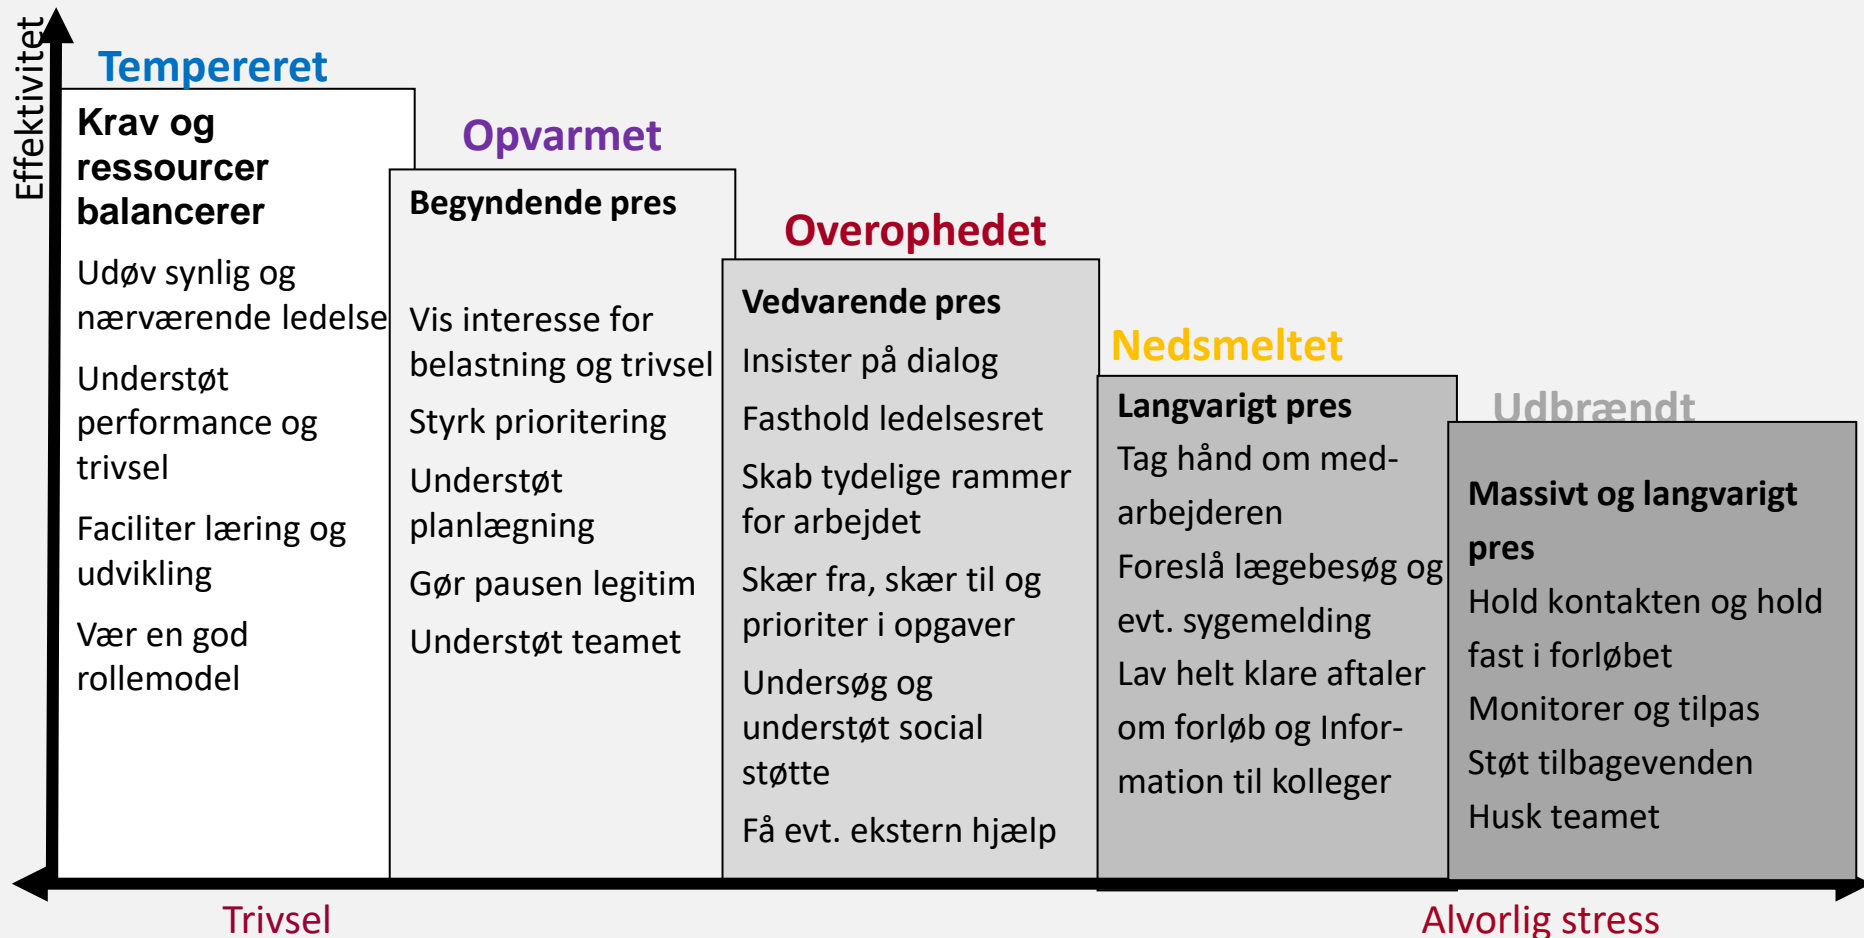 Effektivitet
Tempereret
Krav og
ressourcer
balancerer
Udøv synlig og
nærværende ledelse
Understøt
performance og
trivsel
Faciliter læring og
udvikling
Vær en god
rollemodel
Opvarmet
Begyndende pres
Vis interesse for
belastning og trivsel
Styrk prioritering
Understøt
planlægning
Gør pausen legitim
Understøt teamet
Overophedet
Vedvarende pres
Insister på dialog
Fasthold ledelsesret
Skab tydelige rammer
for arbejdet
Skær fra, skær til og
prioriter i opgaver
Undersøg og
understøt social
støtte
Få evt. ekstern hjælp
Nedsmeltet
Langvarigt pres
Tag hånd om med-
arbejderen
Foreslå lægebesøg og
evt. sygemelding
Lav helt klare aftaler
om forløb og Infor-
mation til kolleger
Udbrændt
Massivt og langvarigt
pres
Hold kontakten og hold
fast i forløbet
Monitorer og tilpas
Støt tilbagevenden
Husk teamet
Trivsel
Alvorlig stress